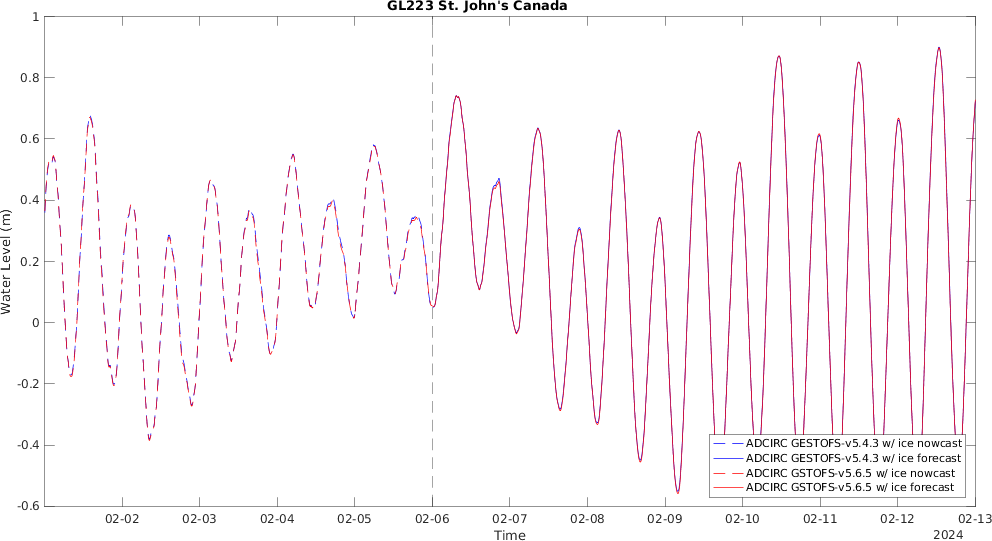 GL223 St. John's Canada
Water Level (m)
1
0.8
0.6
0.4
0.2
0
-0.2
-0.4
-0.6
ADCIRC GESTOFS-v5.4.3 w/ ice nowcast
ADCIRC GESTOFS-v5.4.3 w/ ice forecast
ADCIRC GSTOFS-v5.6.5 w/ ice nowcast
ADCIRC GSTOFS-v5.6.5 w/ ice forecast
02-02 02-03 02-04 02-05 02-06 02-07 02-08 02-09 02-10 02-11 02-12 02-13
Time
2024